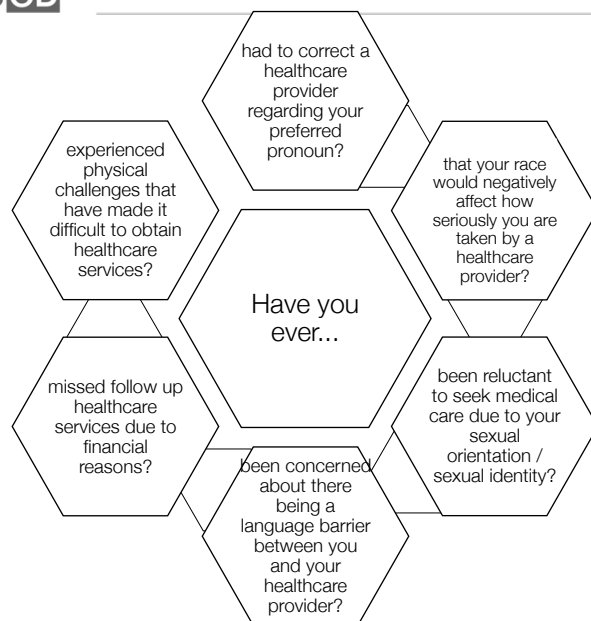 had to correct a
healthcare
provider
regarding your
preferred
pronoun?
experienced
physical
challenges that
have made it
difficult to obtain
healthcare
services?
that your race
would negatively
affect how
seriously you are
taken by a
healthcare
provider?
Have you
ever...
missed follow up
healthcare
services due to
financial
reasons?
been reluctant
to seek medical
care due to your
sexual
orientation /
sexual identity?
been concerned
about there
being a
language barrier
between you
and your
healthcare
provider?